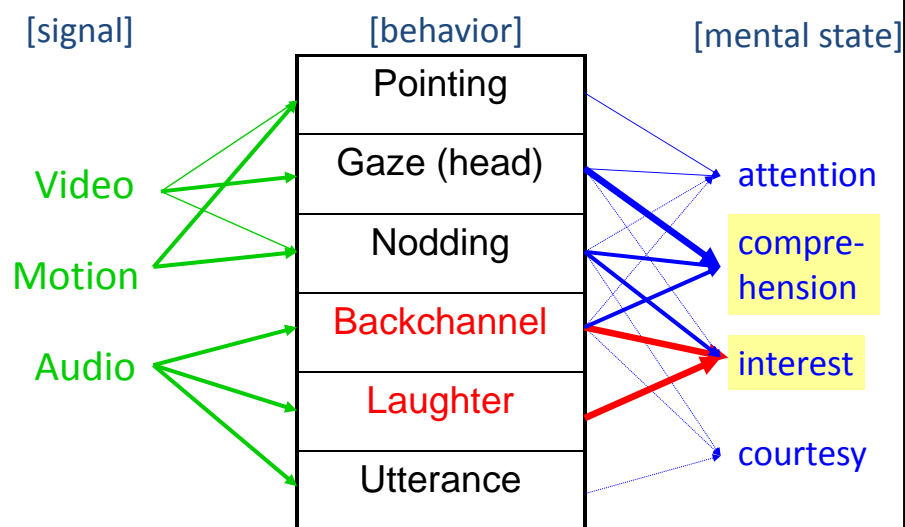 [signal]
[behavior]
[mental state]
Pointing
Gaze (head)
Nodding
Backchannel
Laughter
Utterance
Video
Motion
Audio
attention
compre-
hension
interest
courtesy